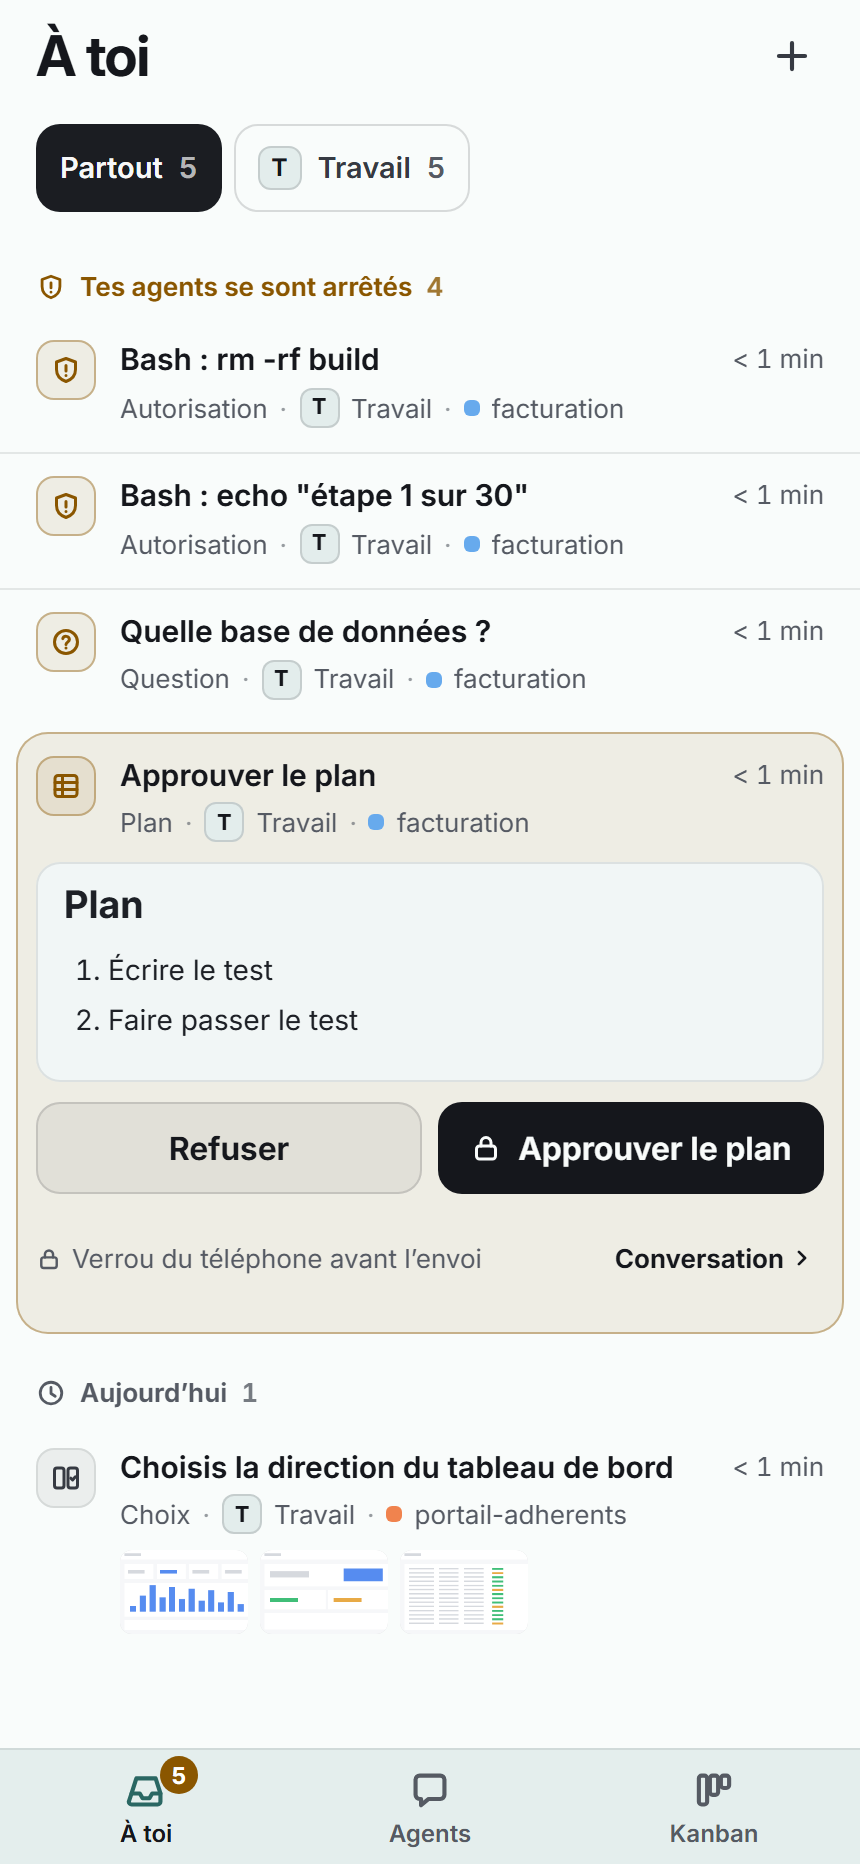 À toi
Partout 5
T Travail 5
Tes agents se sont arrêtés 4
Bash : rm -rf build
< 1 min
Autorisation · T Travail · facturation
Bash : echo "étape 1 sur 30"
< 1 min
Autorisation · T Travail · facturation
Quelle base de données ?
< 1 min
Question · T Travail · facturation
Approuver le plan
< 1 min
Plan · T Travail · facturation
Plan
1. Écrire le test
2. Faire passer le test
Refuser
Approuver le plan
Verrou du téléphone avant l’envoi
Conversation
Aujourd’hui 1
Choisis la direction du tableau de bord
< 1 min
Choix · T Travail · portail-adherents
5
À toi
Agents
Kanban